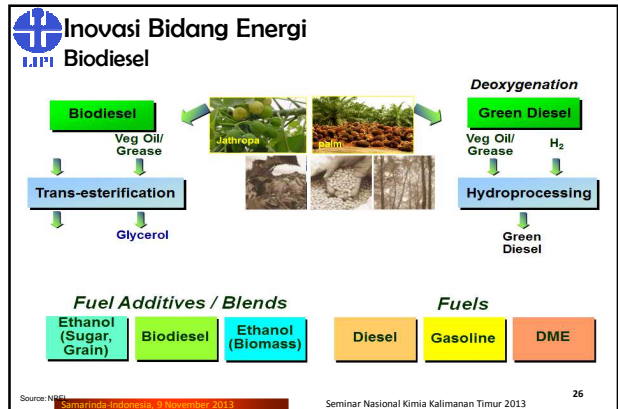 Inovasi Bidang Energi
LIPI
Biodiesel
Deoxygenation
Biodiesel
Green Diesel
Veg Oil/
Grease
Jathropa
palm
Veg Oil/
Grease
H₂
Trans-esterification
Hydroprocessing
Glycerol
Green
Diesel
Fuel Additives / Blends
Fuels
Ethanol
(Sugar,
Grain)
Biodiesel
Ethanol
(Biomass)
Diesel
Gasoline
DME
Source: NREL
Samarinda-Indonesia, 9 November 2013
Seminar Nasional Kimia Kalimanan Timur 2013
26